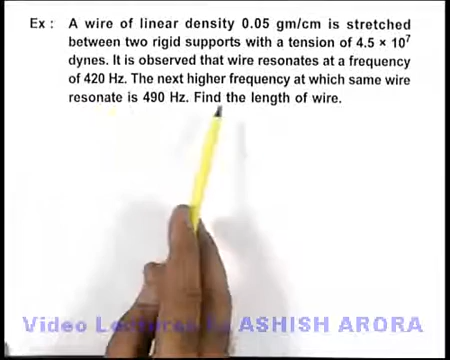 Ex : A wire of linear density 0.05 gm/cm is stretched
between two rigid supports with a tension of 4.5 × 10⁷
dynes. It is observed that wire resonates at a frequency
of 420 Hz. The next higher frequency at which same wire
resonate is 490 Hz. Find the length of wire.
Video Lectures by ASHISH ARORA